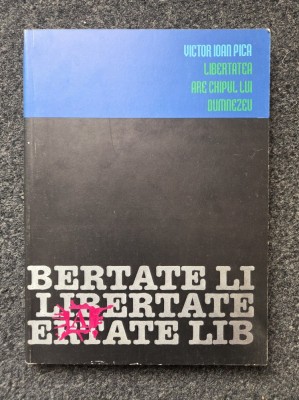 VICTOR IOAN PICA
LIBERTATEA
ARE CHIPUL LUI
DUMNEZEU
BERTATE LI
LIBERTATE
ERTATE LIB